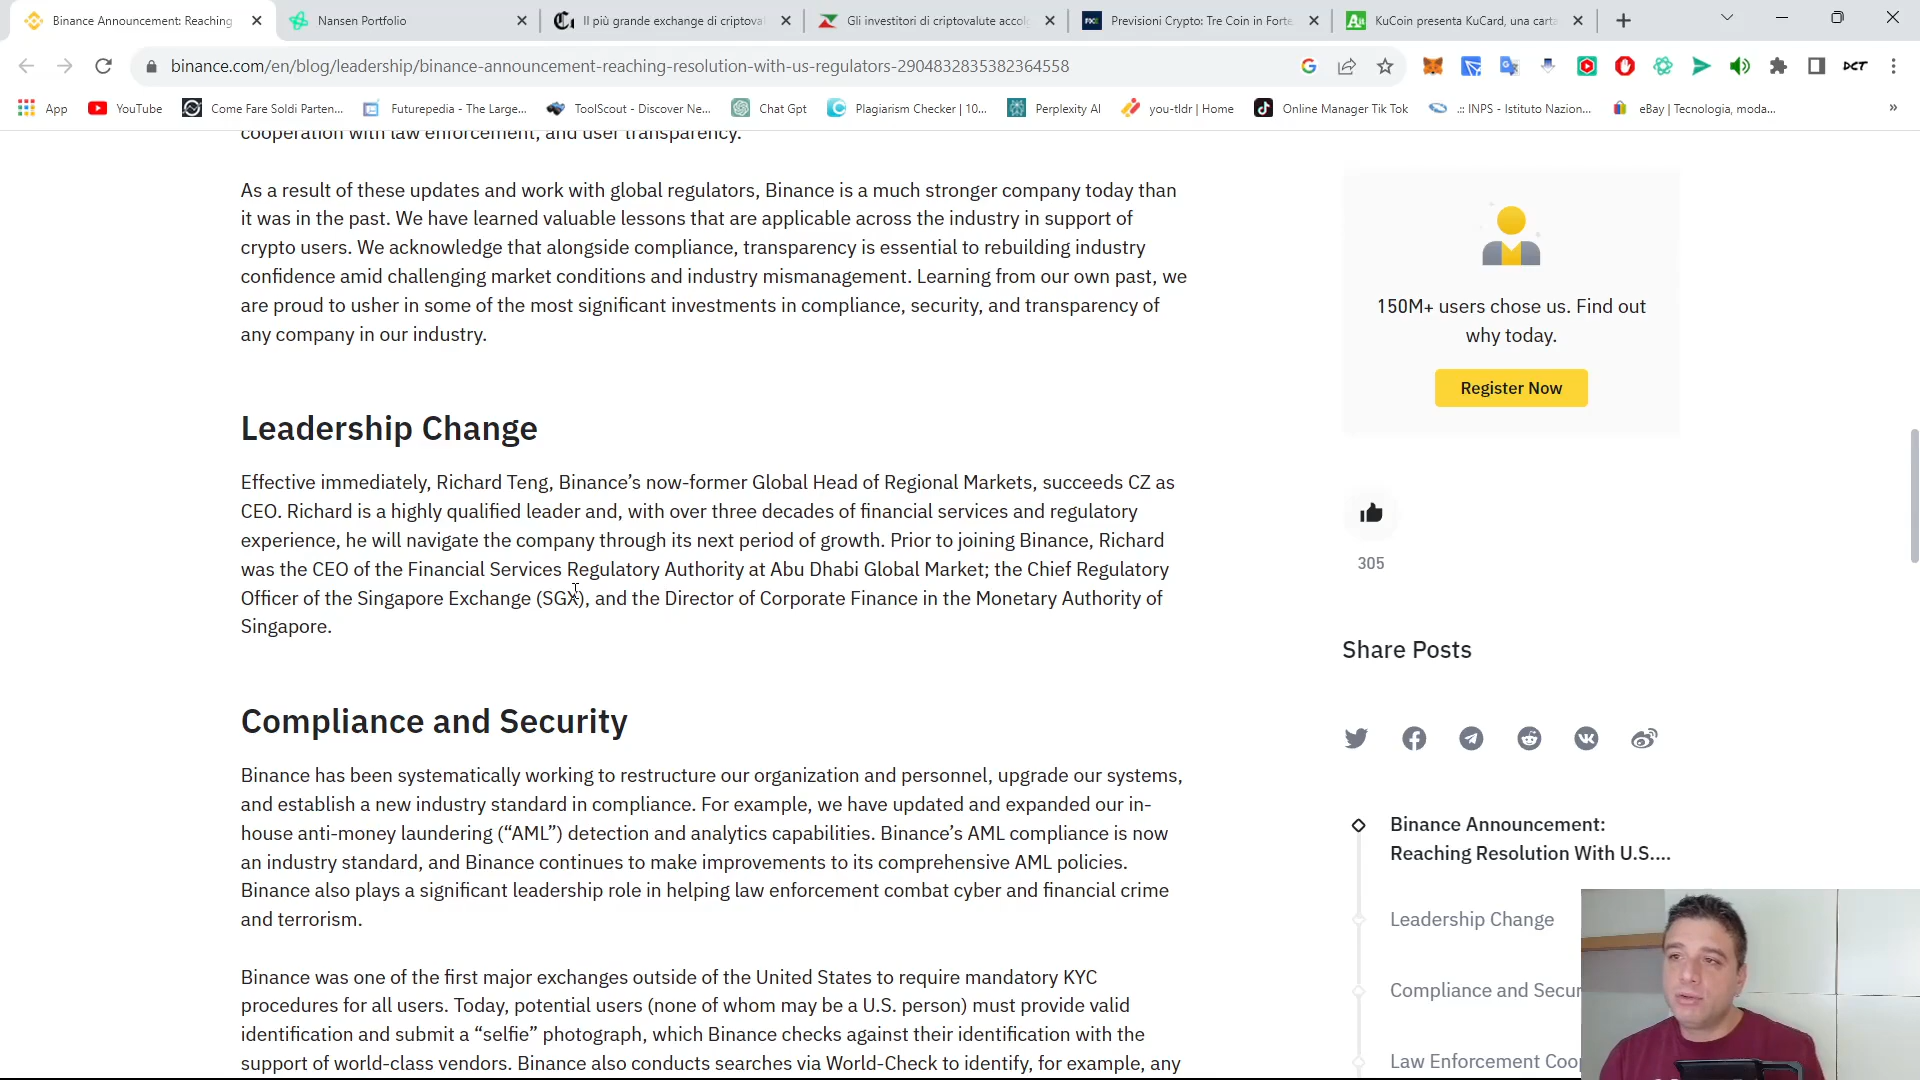 Binance Announcement: Reaching
Nansen Portfolio
Il più grande exchange di criptoval
Gli investitori di criptovalute accol
Previsioni Crypto: Tre Coin in Forte
KuCoin presenta KuCard, una carta
binance.com/en/blog/leadership/binance-announcement-reaching-resolution-with-us-regulators-2904832835382364558
App
YouTube
Come Fare Soldi Parten...
Futurepedia - The Large...
ToolScout - Discover Ne...
Chat Gpt
Plagiarism Checker | 10...
Perplexity AI
you-tldr | Home
Online Manager Tik Tok
.:: INPS - Istituto Nazion...
eBay | Tecnologia, moda...
»
cooperation with law enforcement, and user transparency.
As a result of these updates and work with global regulators, Binance is a much stronger company today than
it was in the past. We have learned valuable lessons that are applicable across the industry in support of
crypto users. We acknowledge that alongside compliance, transparency is essential to rebuilding industry
confidence amid challenging market conditions and industry mismanagement. Learning from our own past, we
are proud to usher in some of the most significant investments in compliance, security, and transparency of
any company in our industry.
Leadership Change
Effective immediately, Richard Teng, Binance’s now-former Global Head of Regional Markets, succeeds CZ as
CEO. Richard is a highly qualified leader and, with over three decades of financial services and regulatory
experience, he will navigate the company through its next period of growth. Prior to joining Binance, Richard
was the CEO of the Financial Services Regulatory Authority at Abu Dhabi Global Market; the Chief Regulatory
Officer of the Singapore Exchange (SGX), and the Director of Corporate Finance in the Monetary Authority of
Singapore.
Compliance and Security
Binance has been systematically working to restructure our organization and personnel, upgrade our systems,
and establish a new industry standard in compliance. For example, we have updated and expanded our in-
house anti-money laundering (“AML”) detection and analytics capabilities. Binance’s AML compliance is now
an industry standard, and Binance continues to make improvements to its comprehensive AML policies.
Binance also plays a significant leadership role in helping law enforcement combat cyber and financial crime
and terrorism.
Binance was one of the first major exchanges outside of the United States to require mandatory KYC
procedures for all users. Today, potential users (none of whom may be a U.S. person) must provide valid
identification and submit a “selfie” photograph, which Binance checks against their identification with the
support of world-class vendors. Binance also conducts searches via World-Check to identify, for example, any
150M+ users chose us. Find out
why today.
Register Now
305
Share Posts
Binance Announcement:
Reaching Resolution With U.S....
Leadership Change
Compliance and Secur
Law Enforcement Coo